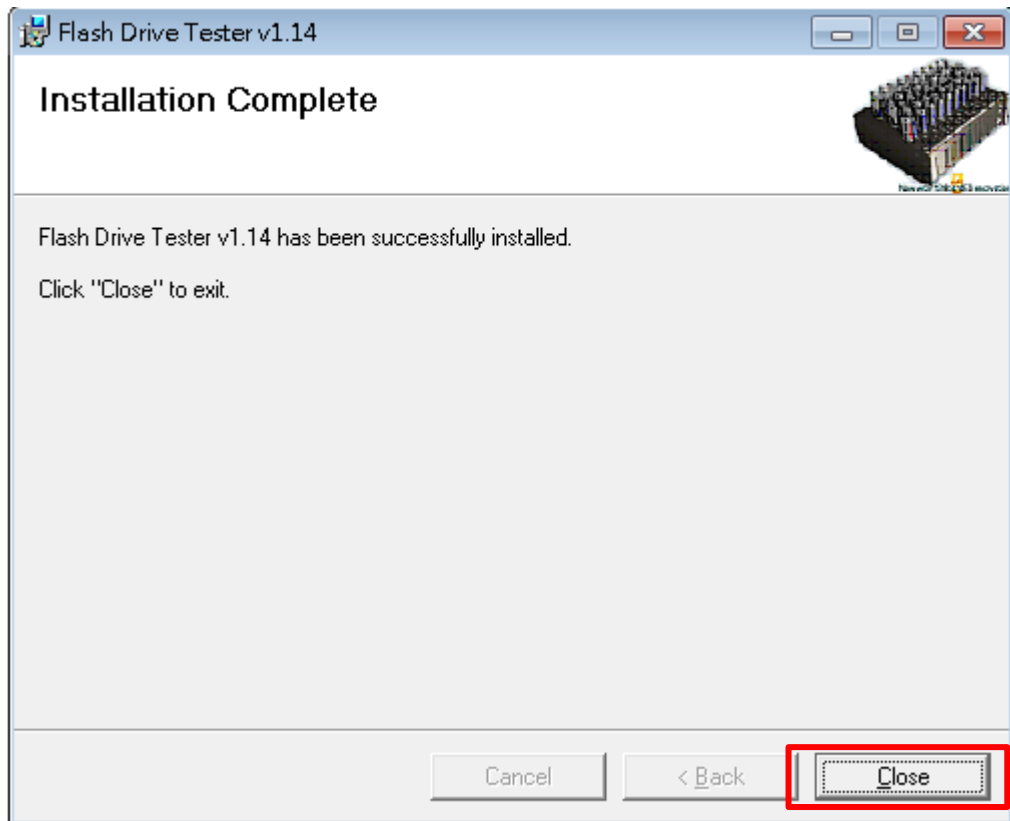 Flash Drive Tester v1.14
Installation Complete
Flash Drive Tester v1.14 has been successfully installed.
Click "Close" to exit.
Cancel
< Back
Close